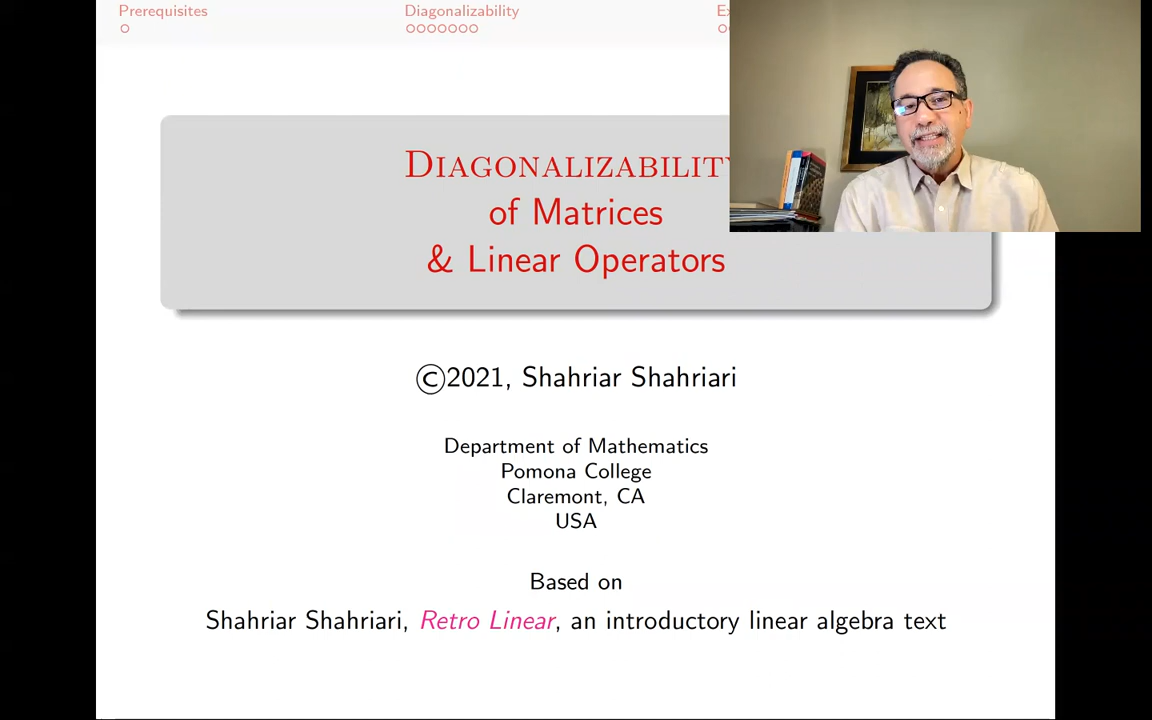 Prerequisites
Diagonalizability
DIAGONALIZABILITY
of Matrices
& Linear Operators
©2021, Shahriar Shahriari
Department of Mathematics
Pomona College
Claremont, CA
USA
Based on
Shahriar Shahriari, Retro Linear, an introductory linear algebra text